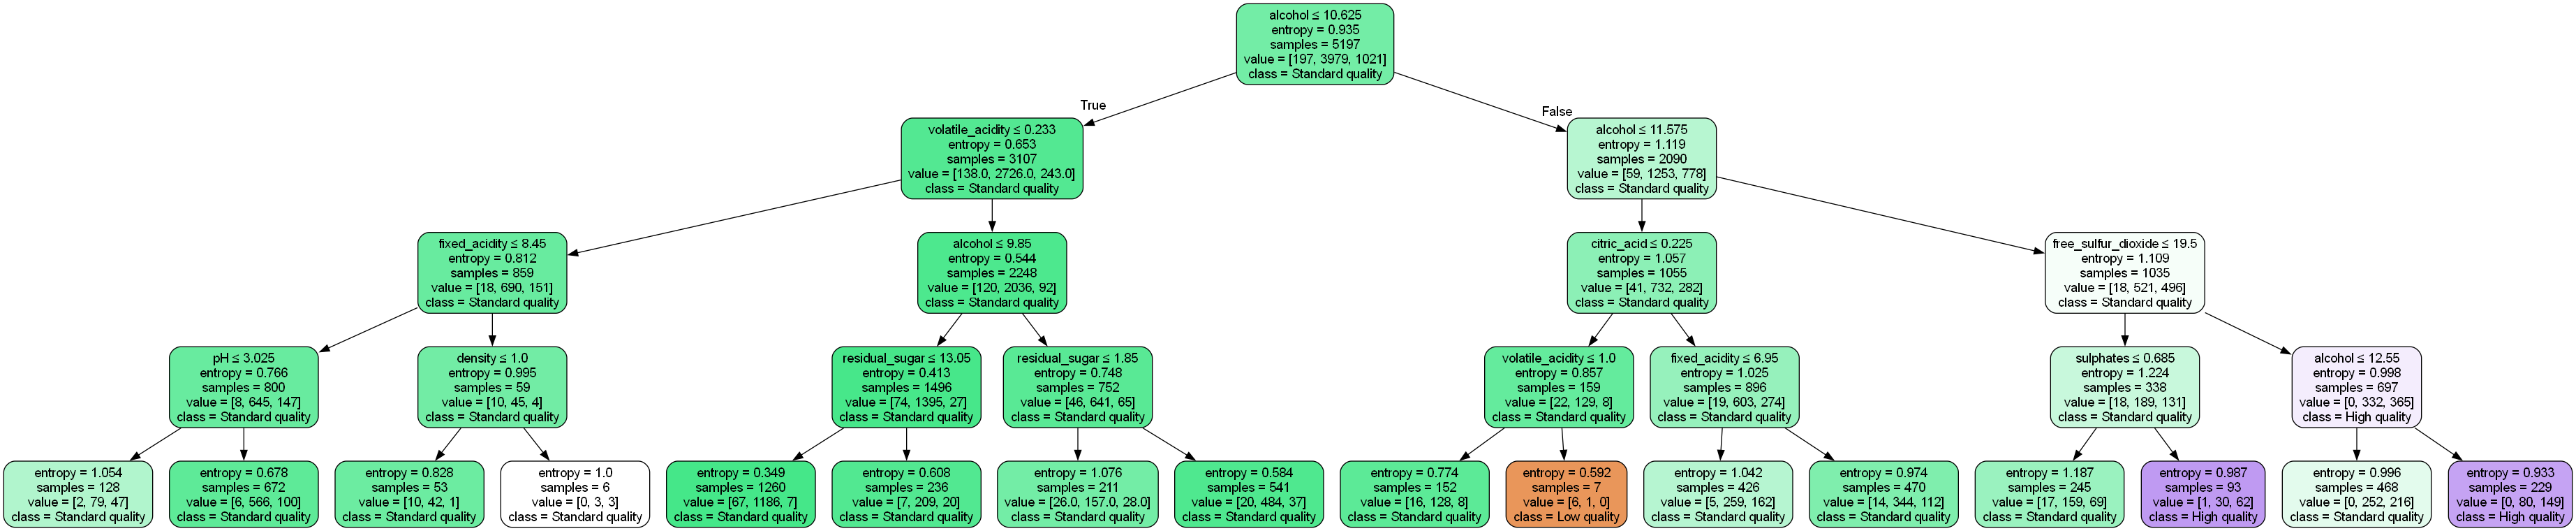 alcohol ≤ 10.625
entropy = 0.935
samples = 5197
value = [197, 3979, 1021]
class = Standard quality
True
False
volatile_acidity ≤ 0.233
entropy = 0.653
samples = 3107
value = [138.0, 2726.0, 243.0]
class = Standard quality
alcohol ≤ 11.575
entropy = 1.119
samples = 2090
value = [59, 1253, 778]
class = Standard quality
fixed_acidity ≤ 8.45
entropy = 0.812
samples = 859
value = [18, 690, 151]
class = Standard quality
alcohol ≤ 9.85
entropy = 0.544
samples = 2248
value = [120, 2036, 92]
class = Standard quality
citric_acid ≤ 0.225
entropy = 1.057
samples = 1055
value = [41, 732, 282]
class = Standard quality
free_sulfur_dioxide ≤ 19.5
entropy = 1.109
samples = 1035
value = [18, 521, 496]
class = Standard quality
pH ≤ 3.025
entropy = 0.766
samples = 800
value = [8, 645, 147]
class = Standard quality
density ≤ 1.0
entropy = 0.995
samples = 59
value = [10, 45, 4]
class = Standard quality
residual_sugar ≤ 13.05
entropy = 0.413
samples = 1496
value = [74, 1395, 27]
class = Standard quality
residual_sugar ≤ 1.85
entropy = 0.748
samples = 752
value = [46, 641, 65]
class = Standard quality
volatile_acidity ≤ 1.0
entropy = 0.857
samples = 159
value = [22, 129, 8]
class = Standard quality
fixed_acidity ≤ 6.95
entropy = 1.025
samples = 896
value = [19, 603, 274]
class = Standard quality
sulphates ≤ 0.685
entropy = 1.224
samples = 338
value = [18, 189, 131]
class = Standard quality
alcohol ≤ 12.55
entropy = 0.998
samples = 697
value = [0, 332, 365]
class = High quality
entropy = 1.054
samples = 128
value = [2, 79, 47]
class = Standard quality
entropy = 0.678
samples = 672
value = [6, 566, 100]
class = Standard quality
entropy = 0.828
samples = 53
value = [10, 42, 1]
class = Standard quality
entropy = 1.0
samples = 6
value = [0, 3, 3]
class = Standard quality
entropy = 0.349
samples = 1260
value = [67, 1186, 7]
class = Standard quality
entropy = 0.608
samples = 236
value = [7, 209, 20]
class = Standard quality
entropy = 1.076
samples = 211
value = [26.0, 157.0, 28.0]
class = Standard quality
entropy = 0.584
samples = 541
value = [20, 484, 37]
class = Standard quality
entropy = 0.774
samples = 152
value = [16, 128, 8]
class = Standard quality
entropy = 0.592
samples = 7
value = [6, 1, 0]
class = Low quality
entropy = 1.042
samples = 426
value = [5, 259, 162]
class = Standard quality
entropy = 0.974
samples = 470
value = [14, 344, 112]
class = Standard quality
entropy = 1.187
samples = 245
value = [17, 159, 69]
class = Standard quality
entropy = 0.987
samples = 93
value = [1, 30, 62]
class = High quality
entropy = 0.996
samples = 468
value = [0, 252, 216]
class = Standard quality
entropy = 0.933
samples = 229
value = [0, 80, 149]
class = High quality